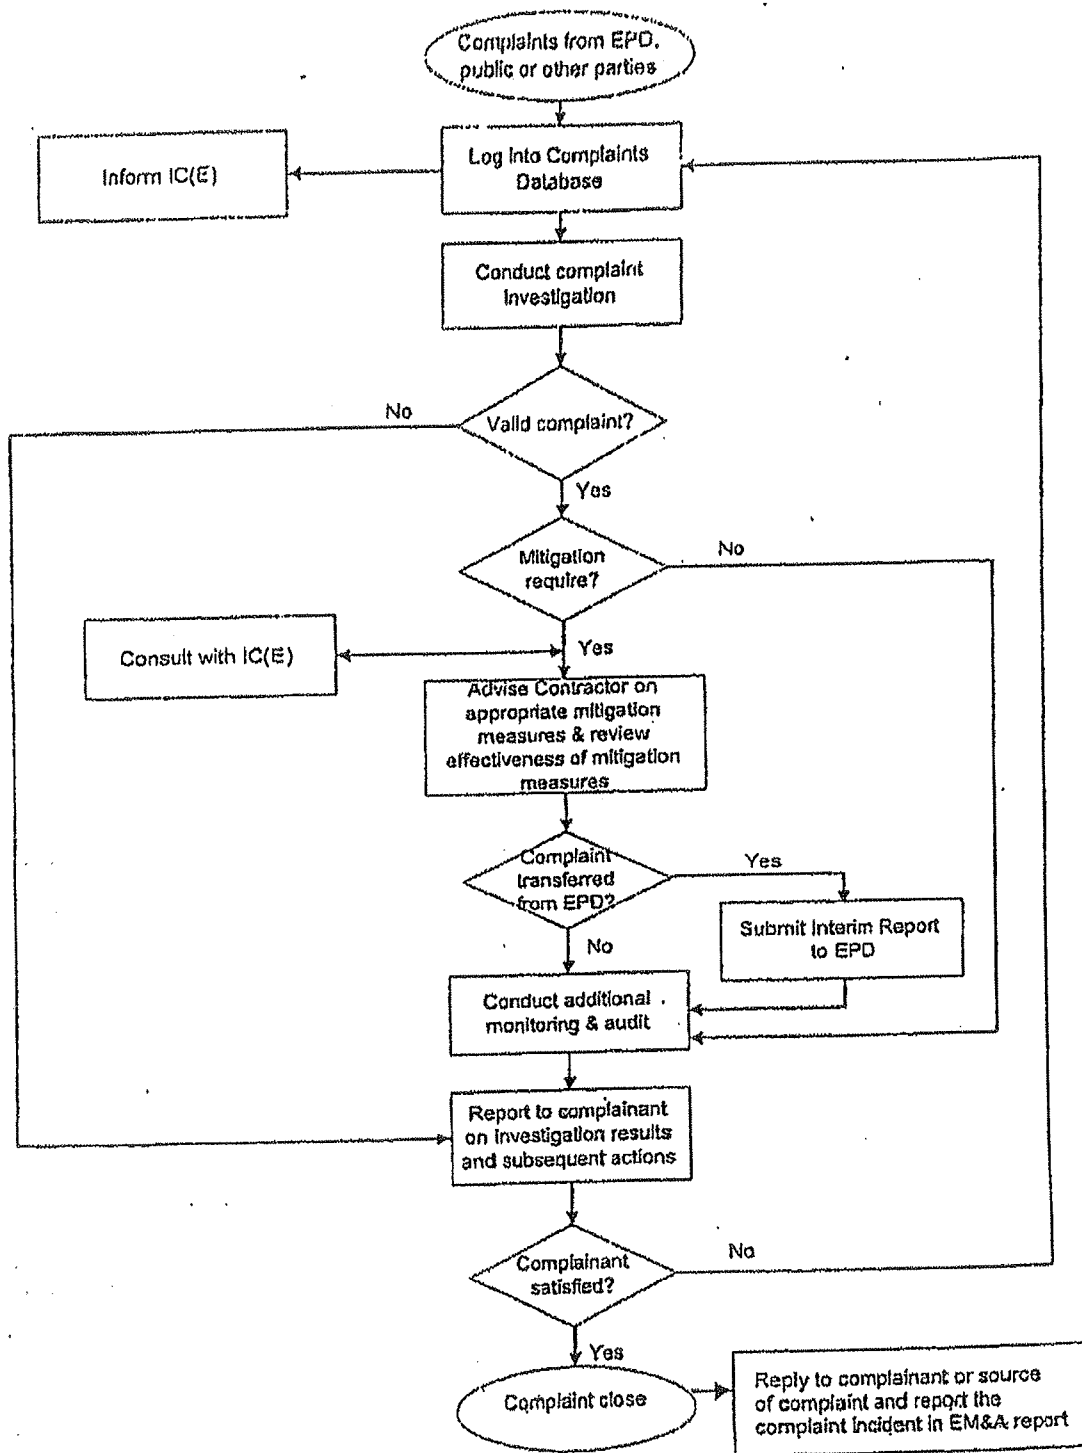 Complaints from EPD,
public or other parties
Log into Complaints
Database
Inform IC(E)
Conduct complaint
Investigation
No
Valid complaint?
Yes
Mitigation
require?
No
Yes
Consult with IC(E)
Advise Contractor on
appropriate mitigation
measures & review
effectiveness of mitigation
measures
Complaint
transferred
from EPD?
Yes
Submit Interim Report
to EPD
No
Conduct additional
monitoring & audit
Report to complainant
on investigation results
and subsequent actions
Complainant
satisfied?
No
Yes
Complaint close
Reply to complainant or source
of complaint and report the
complaint incident in EM&A report